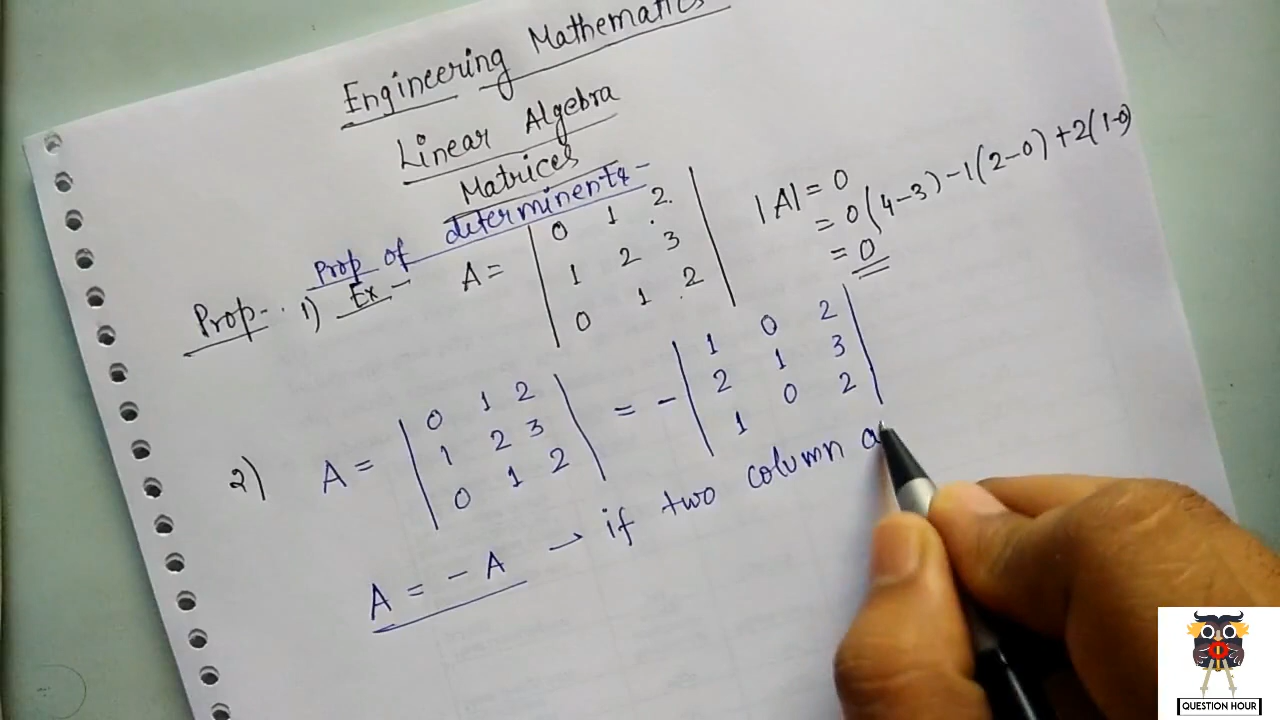 Engineering Mathematics
Linear Algebra
Matrices
Prop of determinents-
Prop-. 1) Ex- A = | 0 1 2 |
| 1 2 3 |
| 0 1 2 |
|A| = 0
= 0(4-3) -1(2-0) +2(1-0)
= 0
2) A = | 0 1 2 | = - | 1 0 2 |
| 1 2 3 | | 2 1 3 |
| 0 1 2 | | 1 0 2 |
A = - A → if two column a
QUESTION HOUR